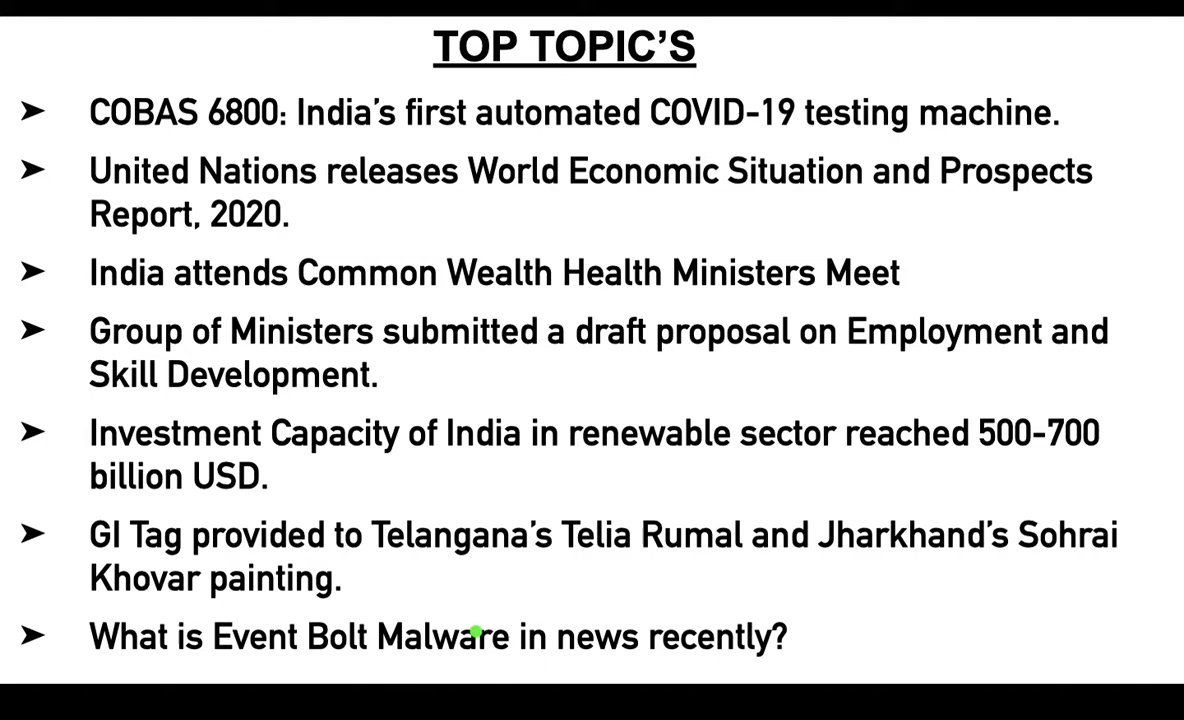 TOP TOPIC'S
➤ COBAS 6800: India's first automated COVID-19 testing machine.
➤ United Nations releases World Economic Situation and Prospects
Report, 2020.
➤ India attends Common Wealth Health Ministers Meet
➤ Group of Ministers submitted a draft proposal on Employment and
Skill Development.
➤ Investment Capacity of India in renewable sector reached 500-700
billion USD.
➤ GI Tag provided to Telangana's Telia Rumal and Jharkhand's Sohrai
Khovar painting.
➤ What is Event Bolt Malware in news recently?